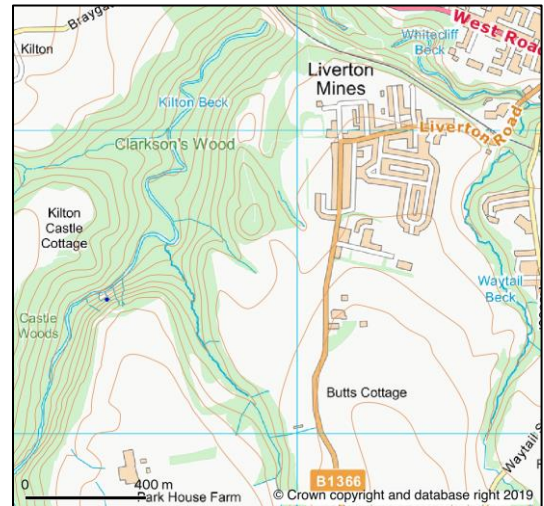 Kilton
Brayga
West Road
Whitecliff
Beck
Liverton
Mines
Kilton Beck
Liverton Road
Clarkson's Wood
Kilton
Castle
Cottage
Waytail
Beck
Castle
Woods
Butts Cottage
Waytail
B1366
0 400 m
Park House Farm
© Crown copyright and database right 2019